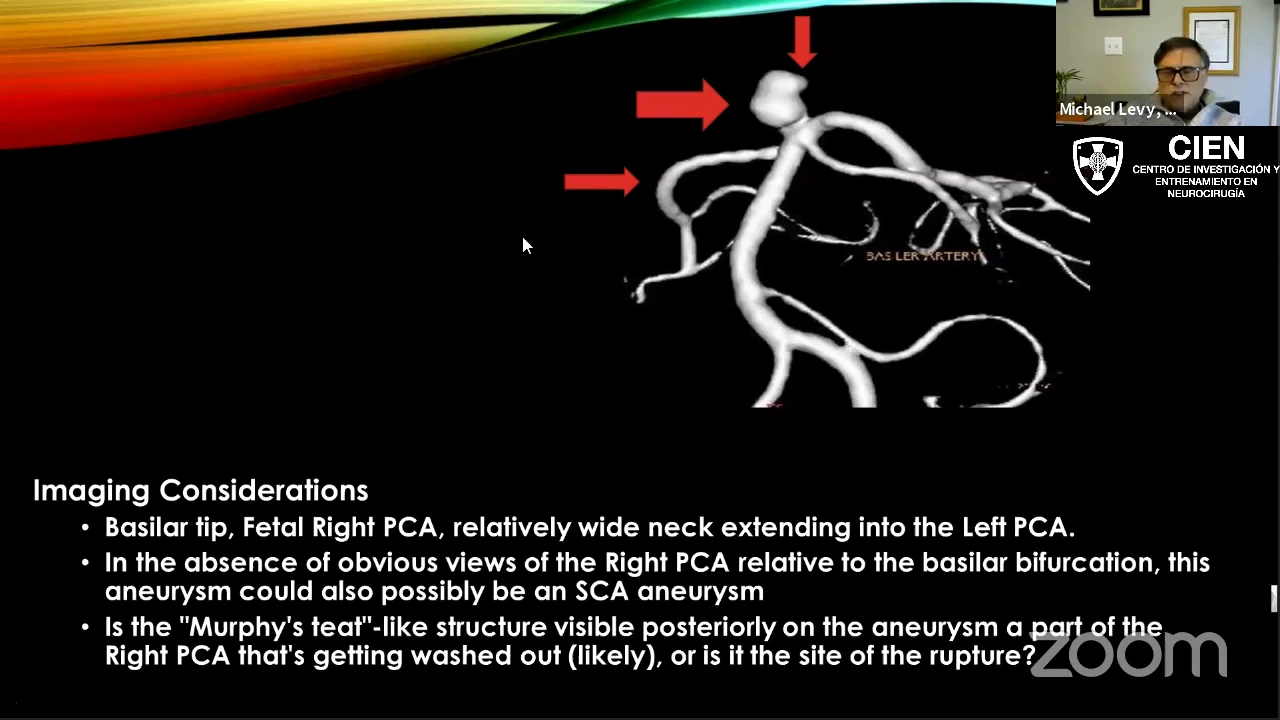 Michael Levy, ...
CIEN
CENTRO DE INVESTIGACIÓN Y
ENTRENAMIENTO EN
NEUROCIRUGÍA
BASLER ARTERY
Imaging Considerations
• Basilar tip, Fetal Right PCA, relatively wide neck extending into the Left PCA.
• In the absence of obvious views of the Right PCA relative to the basilar bifurcation, this
aneurysm could also possibly be an SCA aneurysm
• Is the "Murphy's teat"-like structure visible posteriorly on the aneurysm a part of the
Right PCA that's getting washed out (likely), or is it the site of the rupture?
zoom